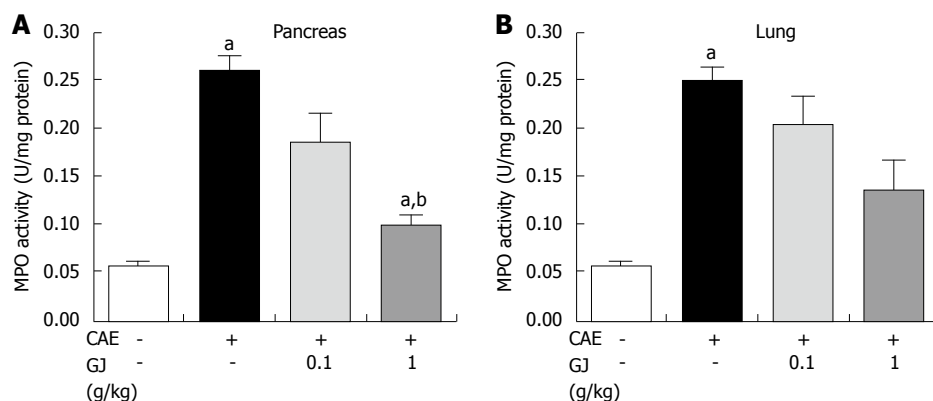 A
Pancreas
MPO activity (U/mg protein)
0.30
0.25
0.20
0.15
0.10
0.05
0.00
a
a,b
CAE - + + +
GJ - - 0.1 1
(g/kg)
B
Lung
MPO activity (U/mg protein)
0.30
0.25
0.20
0.15
0.10
0.05
0.00
a
CAE - + + +
GJ - - 0.1 1
(g/kg)